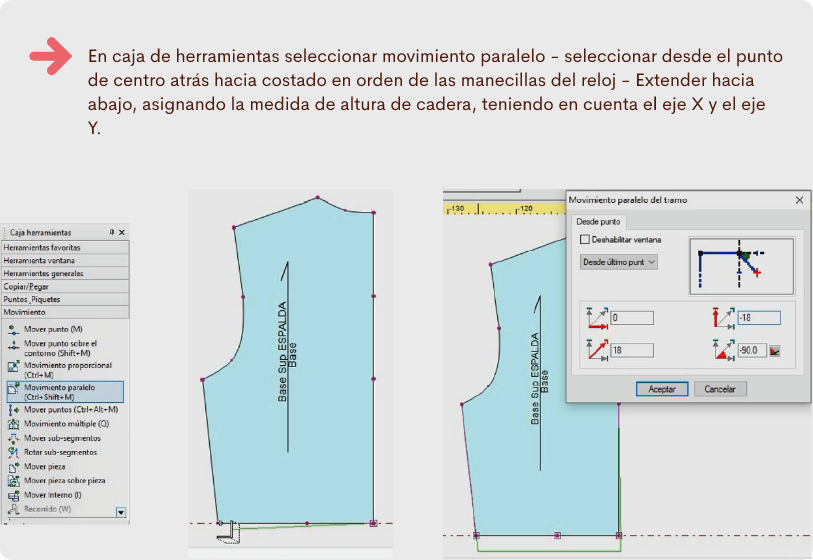 En caja de herramientas seleccionar movimiento paralelo - seleccionar desde el punto
de centro atrás hacia costado en orden de las manecillas del reloj - Extender hacia
abajo, asignando la medida de altura de cadera, teniendo en cuenta el eje X y el eje
Y.
Caja herramientas
Herramientas favoritas
Herramienta ventana
Herramientes generales
Copiar/Pegar
Puntos_Piquetes
Movimiento
Mover punto (M)
Mover punto sobre el
contorno (Shift+M)
Movimiento proporcional
(Ctrl+M)
Movimiento paralelo
(Ctrl+Shift+M)
Mover puntos (Ctrl+Alt+M)
Movimiento múltiple (Q)
Mover sub-segmentos
Rotar sub-segmentos
Mover pieza
Mover pieza sobre pieza
Mover Interno (I)
Recorrido (W)
Base Sup ESPALDA
Base
-130
-120
Base Sup ESPALDA
Base
Movimiento paralelo del tramo
Desde punto
Deshabilitar ventana
Desde último punt
0
-18
18
-90.0
Aceptar
Cancelar